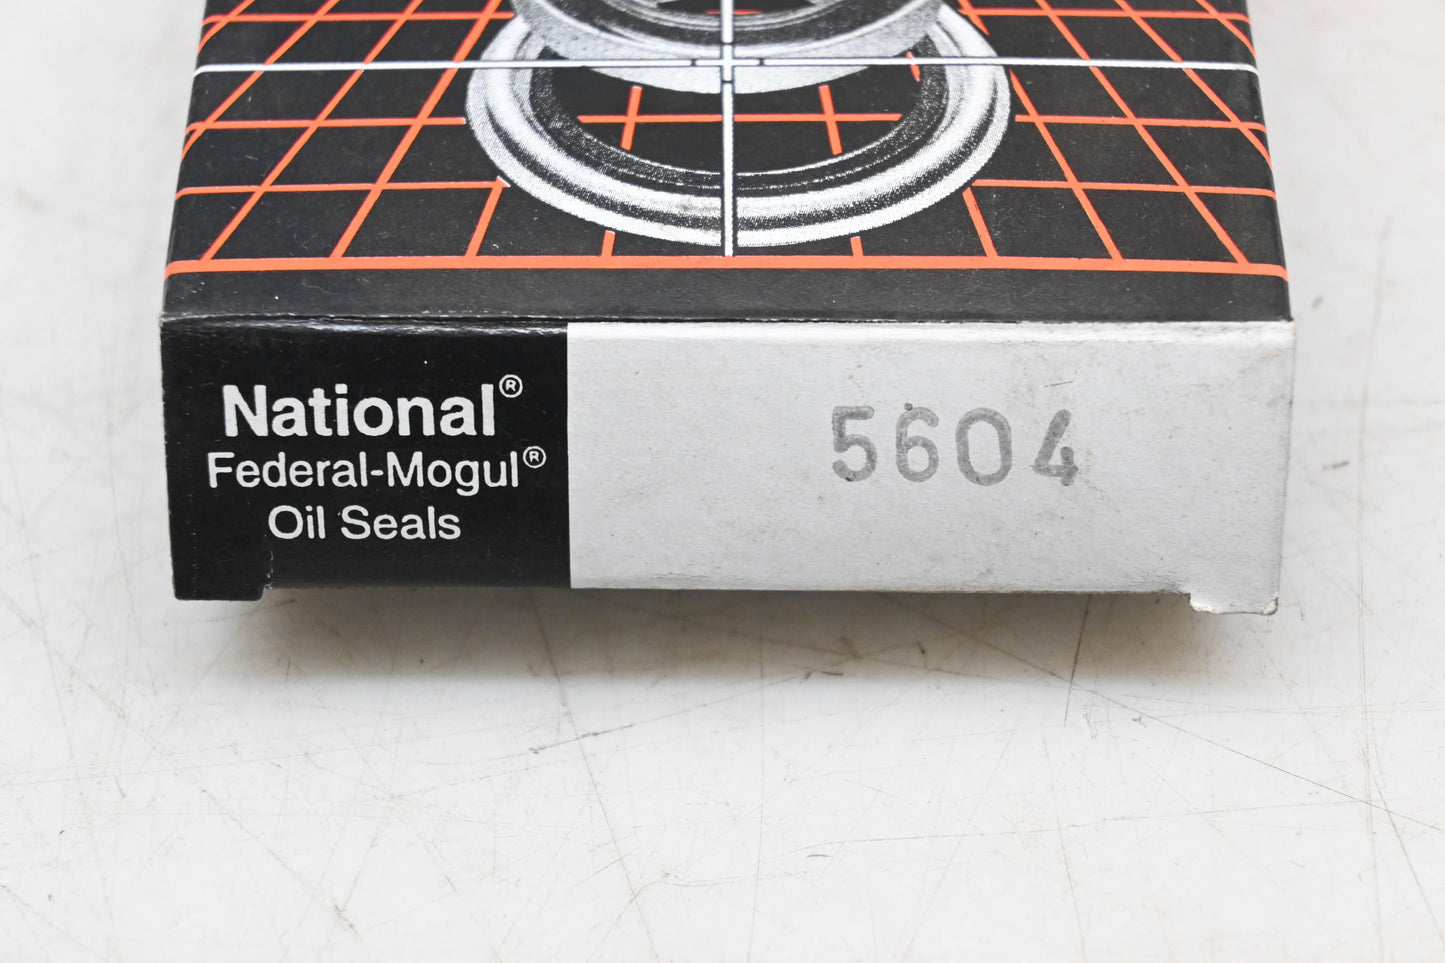 National®
Federal-Mogul®
Oil Seals
5604